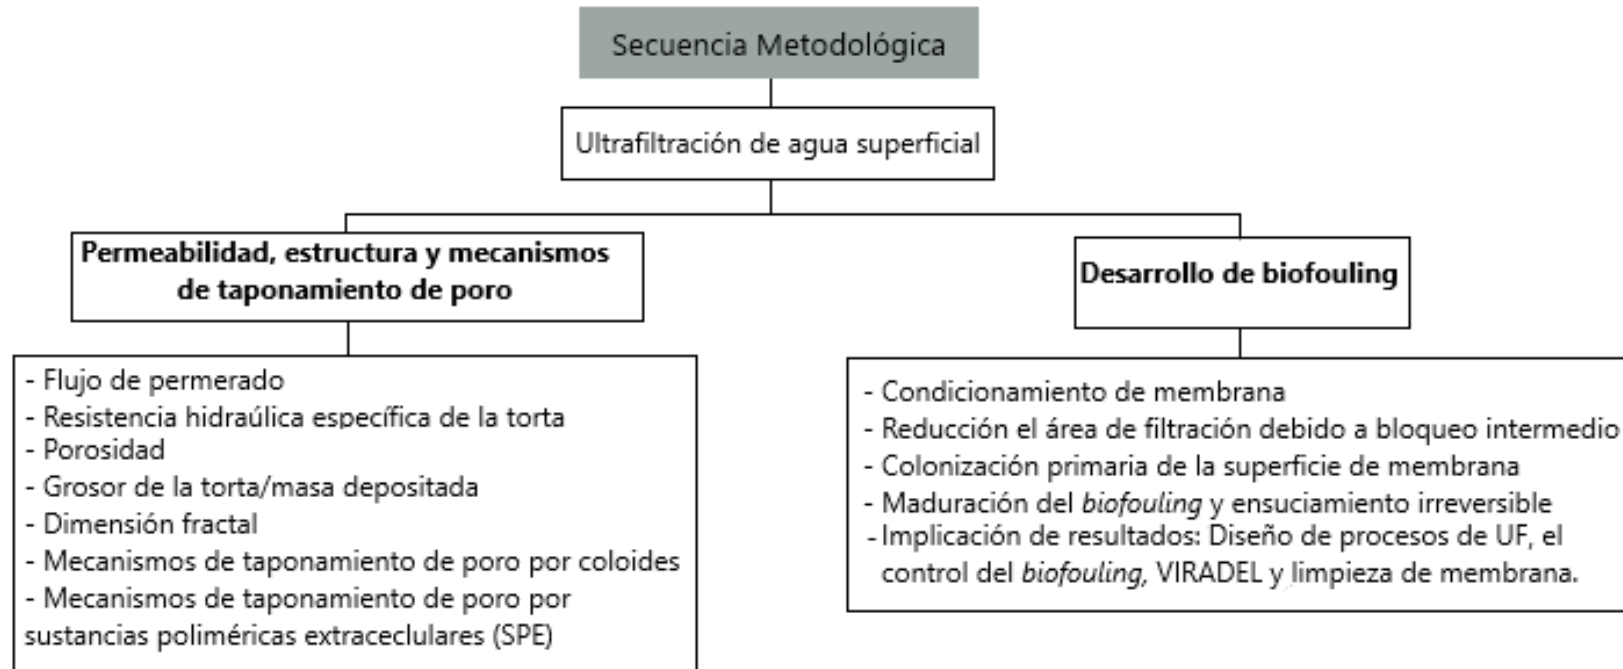 Secuencia Metodológica
Ultrafiltración de agua superficial
Permeabilidad, estructura y mecanismos
de taponamiento de poro
- Flujo de permerado
- Resistencia hidraúlica específica de la torta
- Porosidad
- Grosor de la torta/masa depositada
- Dimensión fractal
- Mecanismos de taponamiento de poro por coloides
- Mecanismos de taponamiento de poro por
sustancias poliméricas extraceclulares (SPE)
Desarrollo de biofouling
- Condicionamiento de membrana
- Reducción el área de filtración debido a bloqueo intermedio
- Colonización primaria de la superficie de membrana
- Maduración del biofouling y ensuciamiento irreversible
- Implicación de resultados: Diseño de procesos de UF, el
control del biofouling, VIRADEL y limpieza de membrana.